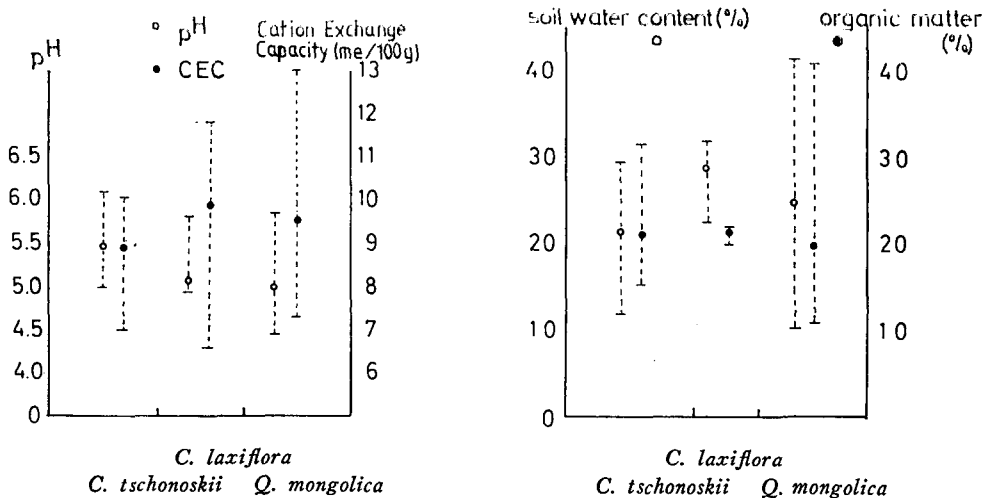 pH
○ pH
● CEC
Cation Exchange
Capacity (me/100g)
6.5
6.0
5.5
5.0
4.5
4.0
0
13
12
11
10
9
8
7
6
C. laxiflora
C. tschonoskii Q. mongolica
soil water content (%)
○
organic matter
(%)
●
40
30
20
10
0
40
30
20
10
C. laxiflora
C. tschonoskii Q. mongolica